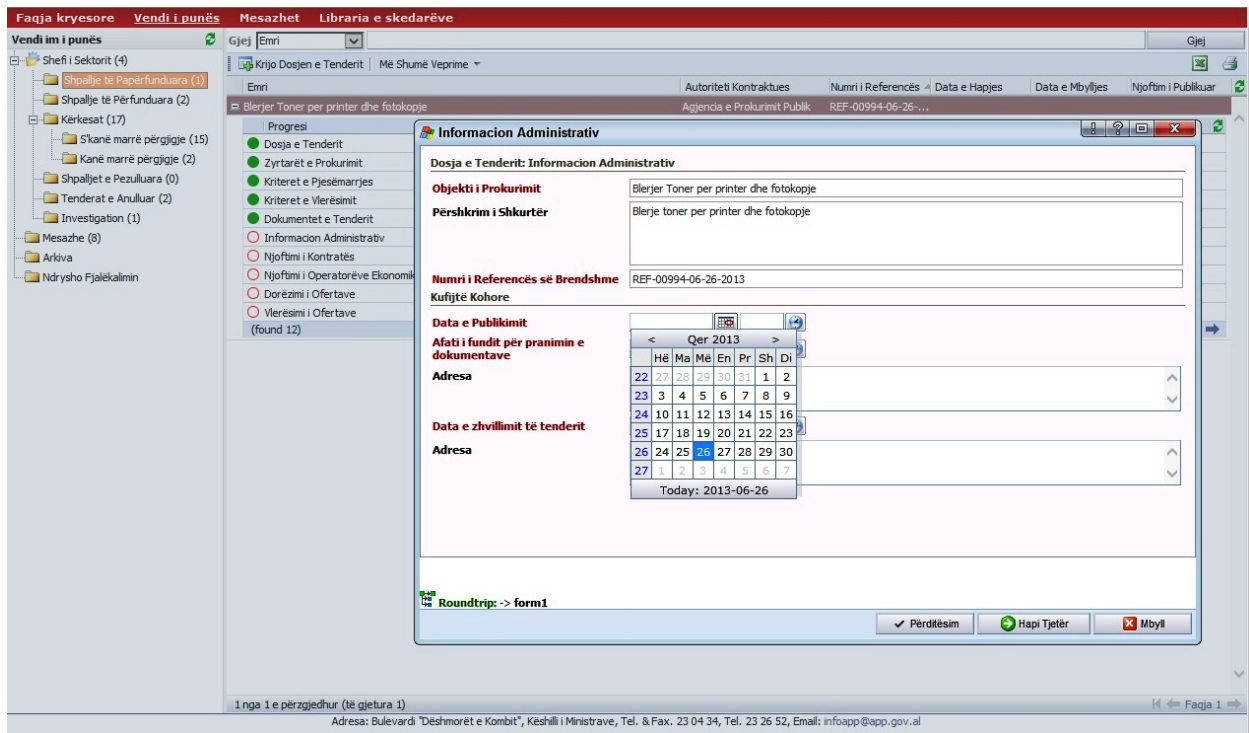 Faqja kryesore Vendi i punës Mesazhet Libraria e skedarëve
Vendi im i punës
Gjej Emri Gjej
Krijo Dosjen e Tenderit Më Shumë Veprime
Shefi i Sektorit (4)
Shpallje të Papërfunduara (1)
Shpallje të Përfunduara (2)
Kërkesat (17)
S'kanë marrë përgjigje (15)
Kanë marrë përgjigje (2)
Shpalljet e Pezulluara (0)
Tenderat e Anulluar (2)
Investigation (1)
Mesazhe (8)
Arkiva
Ndrysho Fjalëkalimin
Emri Autoriteti Kontraktues Numri i Referencës Data e Hapjes Data e Mbylljes Njoftim i Publikuar
Blerjer Toner per printer dhe fotokopje Agjencia e Prokurimit Publik REF-00994-06-26-...
Progresi
Dosja e Tenderit
Zyrtarët e Prokurimit
Kriteret e Pjesëmarrjes
Kriteret e Vlerësimit
Dokumentet e Tenderit
Informacion Administrativ
Njoftimi i Kontratës
Njoftimi i Operatorëve Ekonomik
Dorëzimi i Ofertave
Vlerësimi i Ofertave
(found 12)
Informacion Administrativ
Dosja e Tenderit: Informacion Administrativ
Objekti i Prokurimit Blerjer Toner per printer dhe fotokopje
Përshkrim i Shkurtër Blerje toner per printer dhe fotokopje
Numri i Referencës së Brendshme REF-00994-06-26-2013
Kufijtë Kohore
Data e Publikimit
Afati i fundit për pranimin e
dokumentave
Adresa
Data e zhvillimit të tenderit
Adresa
< Qer 2013 >
Hë Ma Më En Pr Sh Di
22 27 28 29 30 31 1 2
23 3 4 5 6 7 8 9
24 10 11 12 13 14 15 16
25 17 18 19 20 21 22 23
26 24 25 26 27 28 29 30
27 1 2 3 4 5 6 7
Today: 2013-06-26
Roundtrip: -> form1
Përditësim Hapi Tjetër Mbyll
1 nga 1 e përzgjedhur (të gjetura 1) Faqja 1
Adresa: Bulevardi "Dëshmorët e Kombit", Këshilli i Ministrave, Tel. & Fax. 23 04 34, Tel. 23 26 52, Email: infoapp@app.gov.al